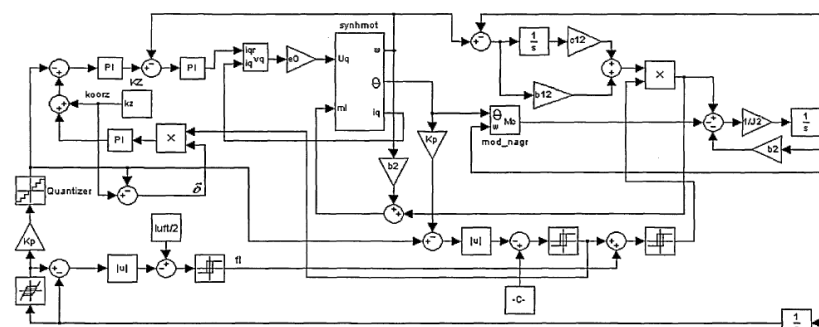 synhmot
Uq
w
Θ
ml
iq
PI
KZ
PI
iqr
iq
vq
e0
1
s
c12
b12
×
koorz
kz
PI
×
Kp
Θ
w
Mb
mod_nagr
1/J2
1
s
b2
b2
Quantizer
Kp
luft/2
|u|
fl
|u|
-C-
1